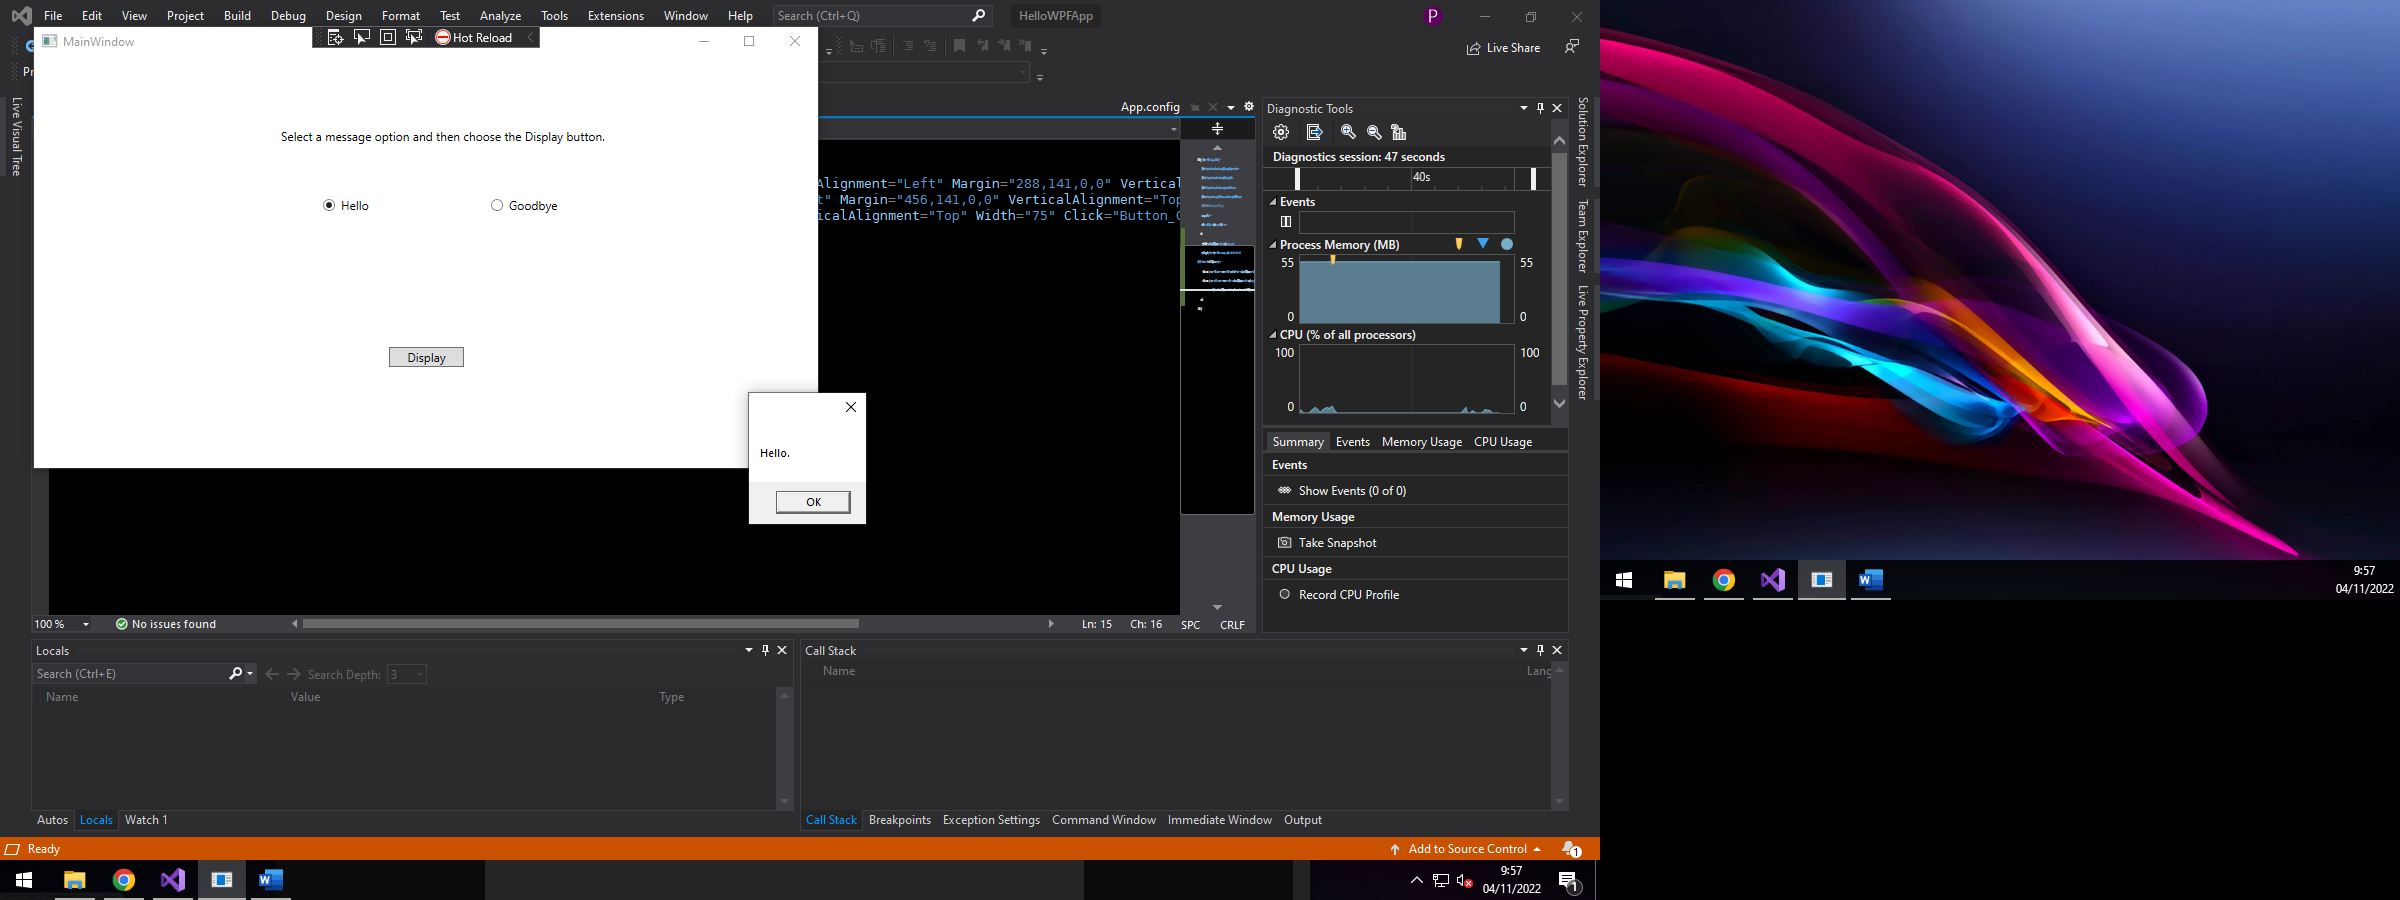 File Edit View Project Build Debug Design Format Test Analyze Tools Extensions Window Help Search (Ctrl+Q) HelloWPFApp P
MainWindow Hot Reload
Live Share
Live Visual Tree
Select a message option and then choose the Display button.
Hello Goodbye
Display
Hello.
OK
App.config
Alignment="Left" Margin="288,141,0,0" Vertical
t" Margin="456,141,0,0" VerticalAlignment="Top
icalAlignment="Top" Width="75" Click="Button_C
100 % No issues found Ln: 15 Ch: 16 SPC CRLF
Diagnostic Tools
Diagnostics session: 47 seconds
40s
Events
Process Memory (MB)
55 55
0 0
CPU (% of all processors)
100 100
0 0
Summary Events Memory Usage CPU Usage
Events
Show Events (0 of 0)
Memory Usage
Take Snapshot
CPU Usage
Record CPU Profile
Solution Explorer
Team Explorer
Live Property Explorer
Locals
Search (Ctrl+E) Search Depth: 3
Name Value Type
Autos Locals Watch 1
Call Stack
Name Lang
Call Stack Breakpoints Exception Settings Command Window Immediate Window Output
Ready Add to Source Control 1
9:57
04/11/2022 1
9:57
04/11/2022